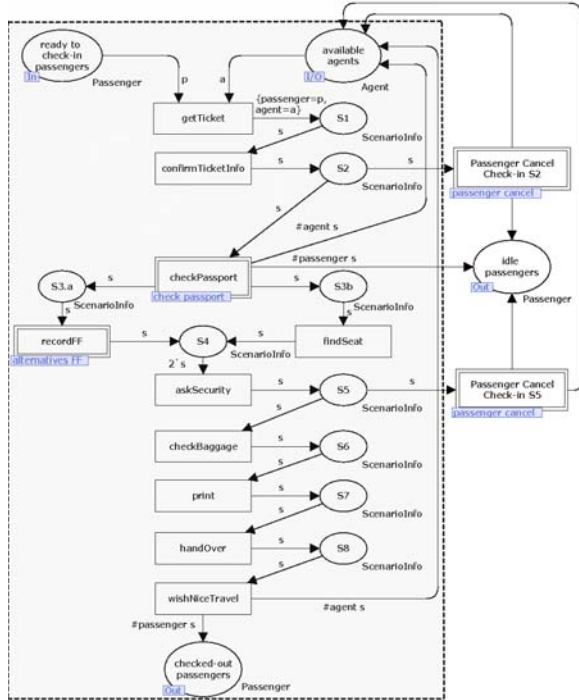 ready to
check-in
passengers
In
Passenger
available
agents
I/O
Agent
p
a
{passenger=p,
agent=a}
getTicket
S1
ScenarioInfo
s
confirmTicketInfo
s
S2
ScenarioInfo
s
Passenger Cancel
Check-in S2
passenger cancel
s
#agent s
#passenger s
checkPassport
check passport
idle
passengers
Out
Passenger
s
S3.a
ScenarioInfo
s
S3b
ScenarioInfo
s
s
recordFF
alternatives FF
s
S4
ScenarioInfo
s
findSeat
2`s
askSecurity
s
S5
ScenarioInfo
s
Passenger Cancel
Check-in S5
passenger cancel
s
checkBaggage
s
S6
ScenarioInfo
s
print
s
S7
ScenarioInfo
s
handOver
s
S8
ScenarioInfo
s
wishNiceTravel
#agent s
#passenger s
checked-out
passengers
Out
Passenger